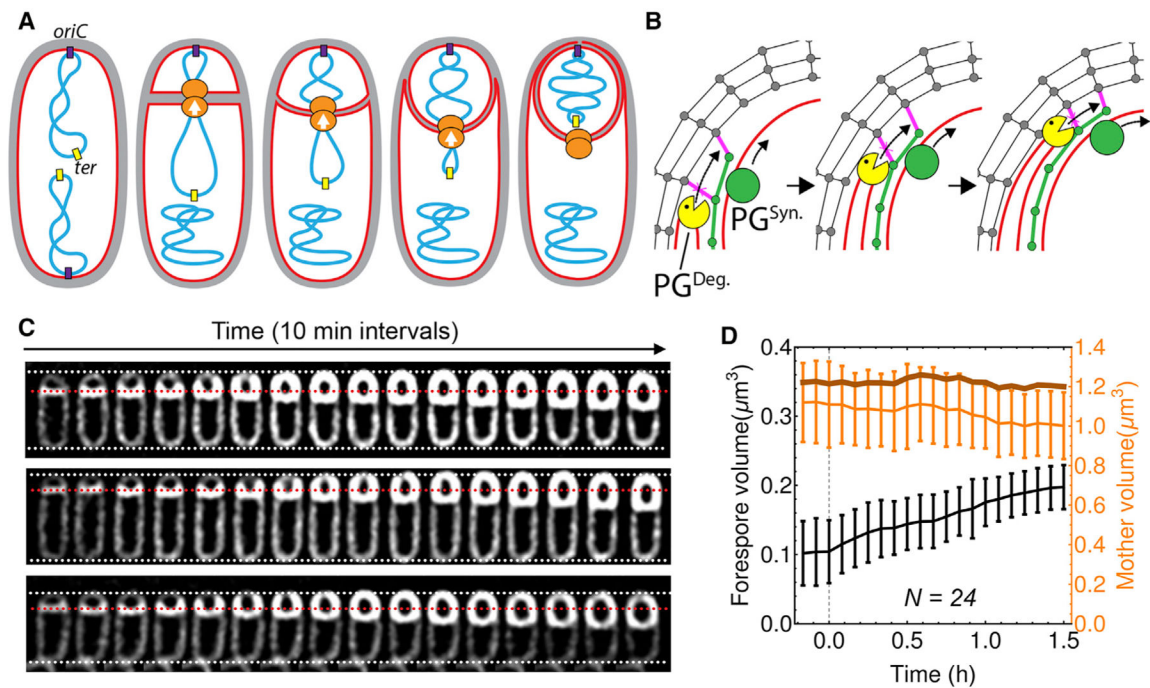 A
oriC
ter
B
PG^Syn.
PG^Deg.
C
Time (10 min intervals)
D
0.4
0.3
0.2
0.1
0.0
Forespore volume(μm³)
1.4
1.2
1.0
0.8
0.6
0.4
0.2
0.0
Mother volume(μm³)
N = 24
0.0 0.5 1.0 1.5
Time (h)